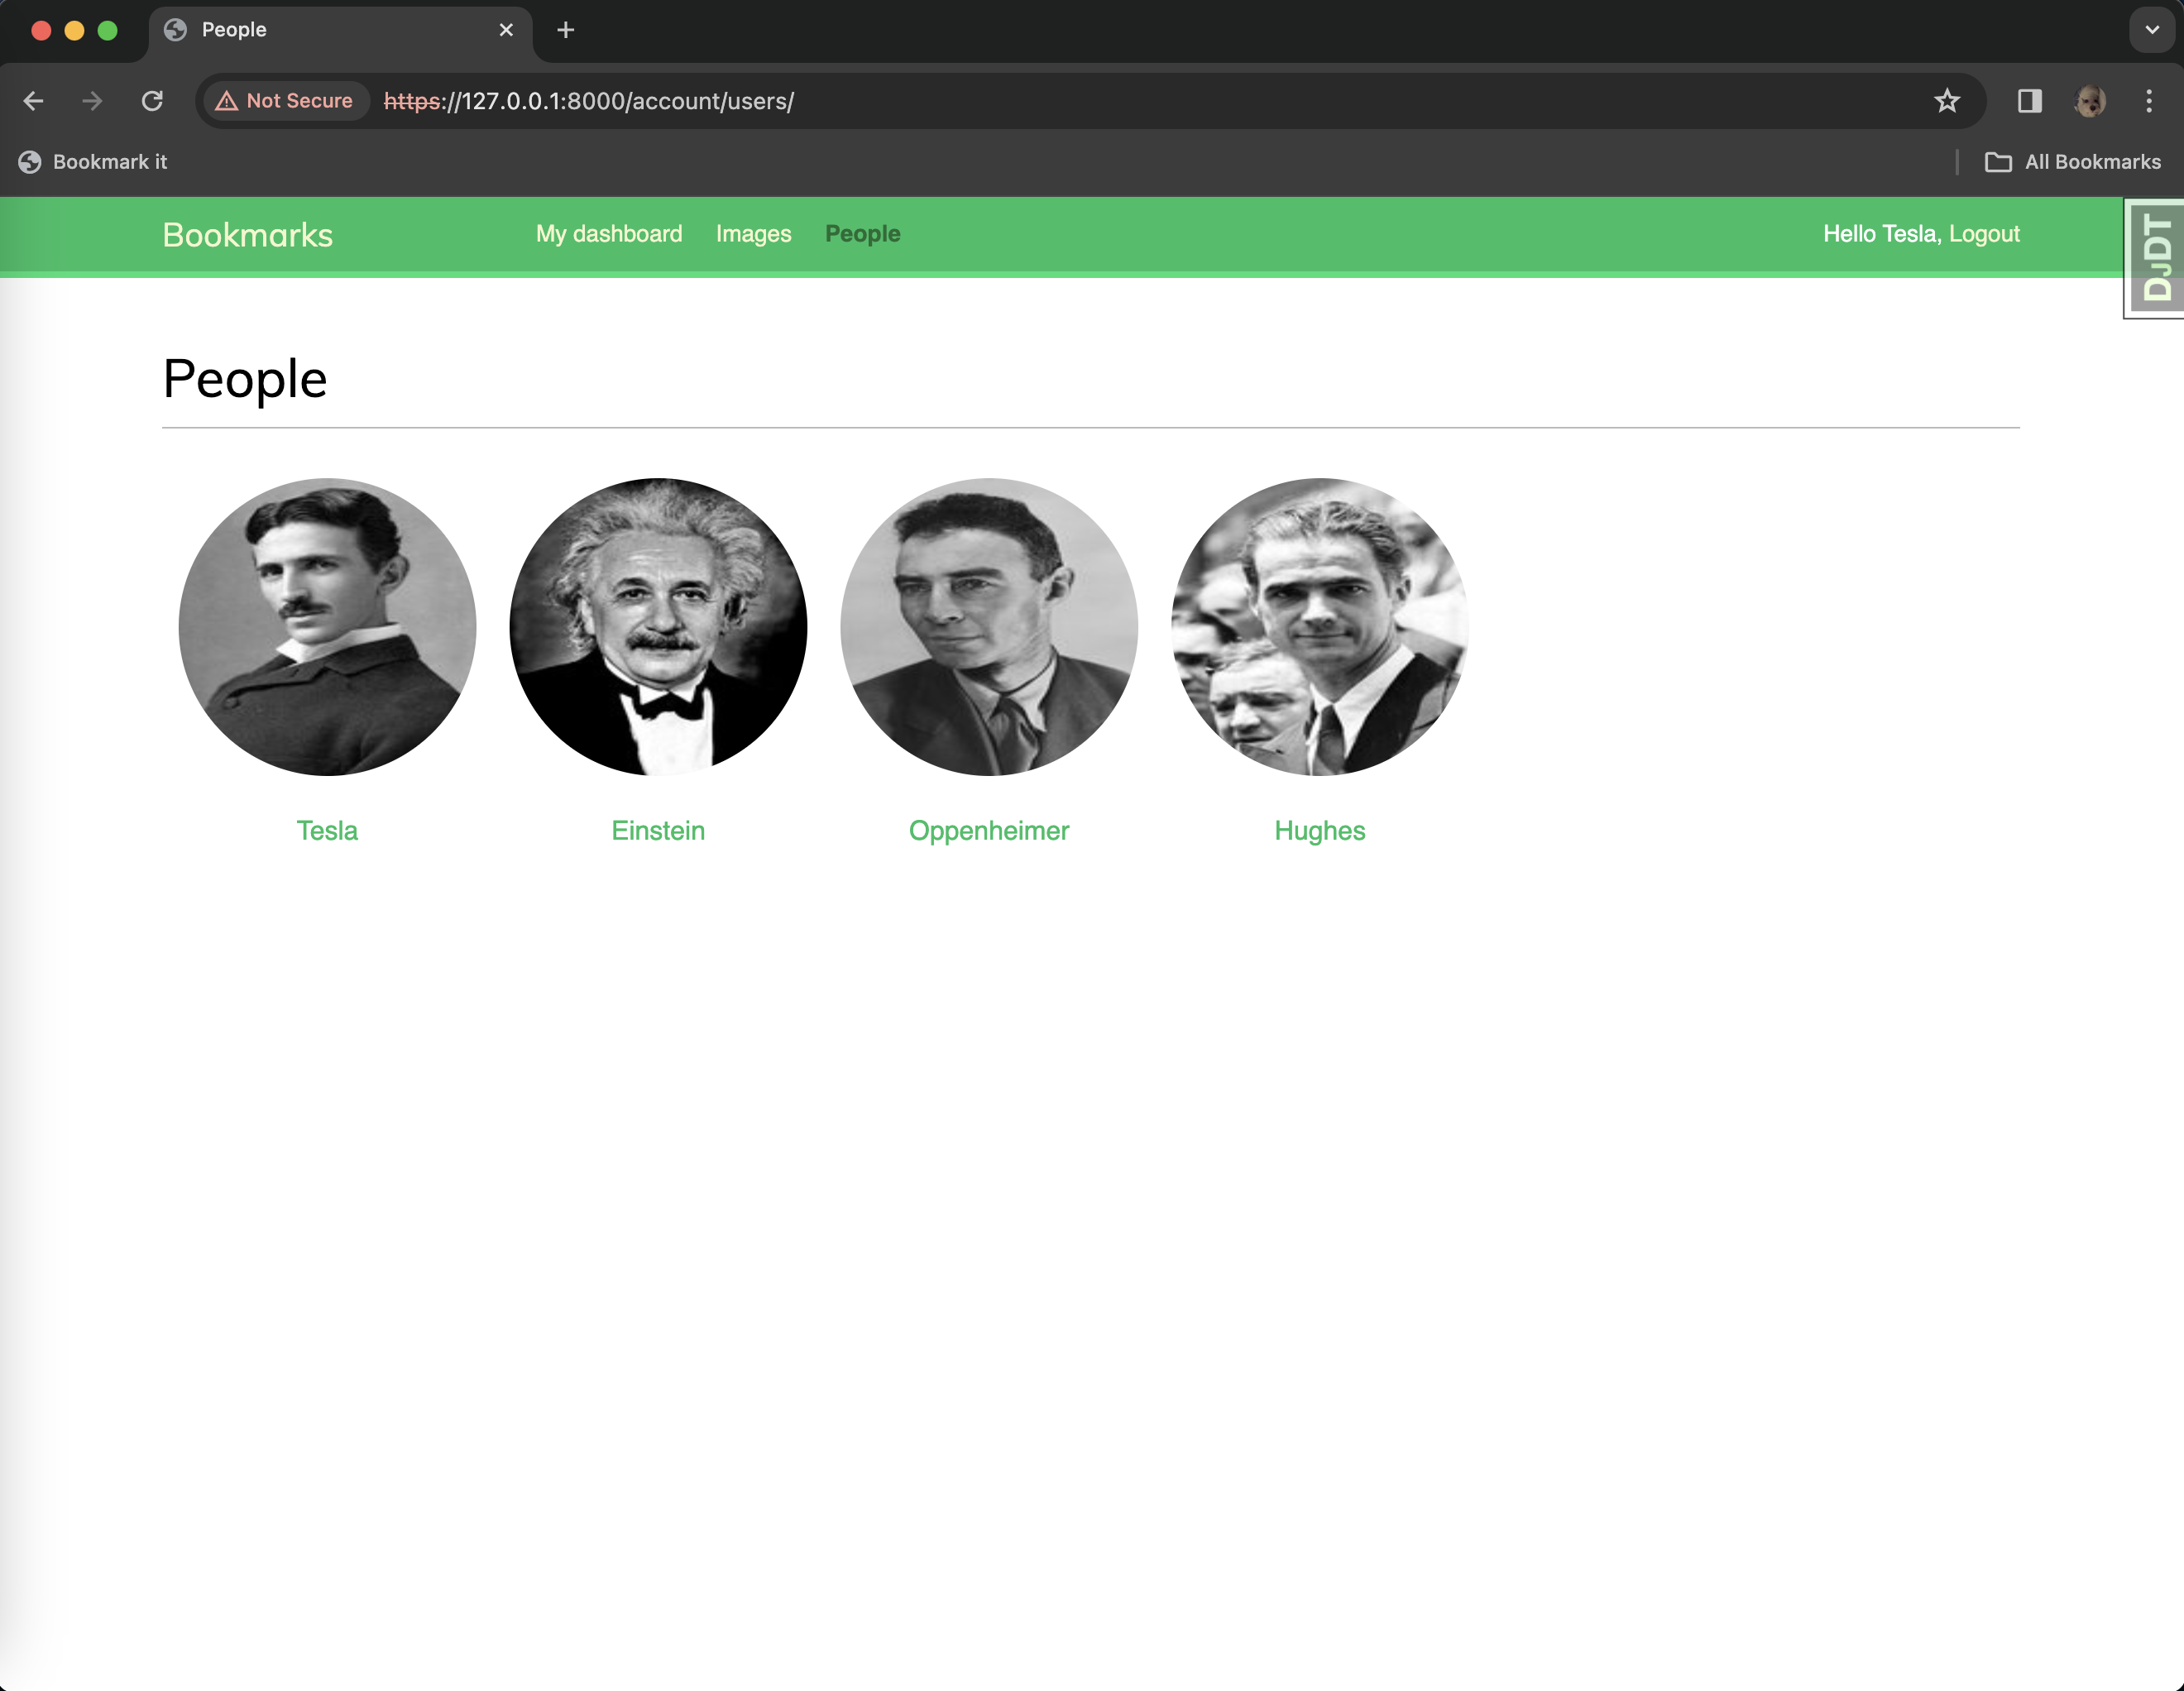 People
Not Secure https://127.0.0.1:8000/account/users/
Bookmark it All Bookmarks
Bookmarks My dashboard Images People Hello Tesla, Logout
DJDT
People
Tesla Einstein Oppenheimer Hughes